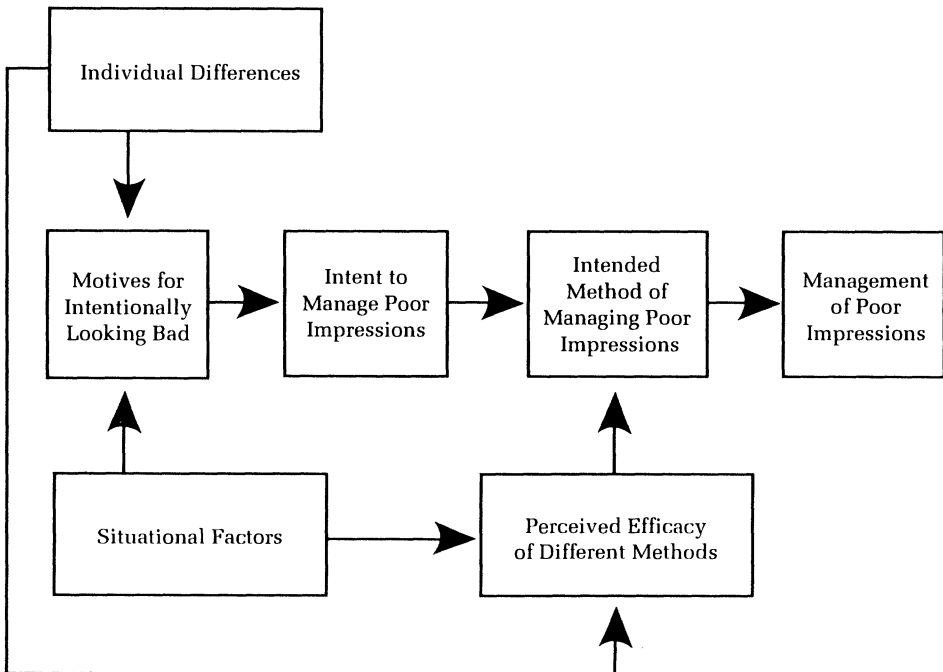 Individual Differences
Motives for
Intentionally
Looking Bad
Intent to
Manage Poor
Impressions
Intended
Method of
Managing Poor
Impressions
Management
of Poor
Impressions
Situational Factors
Perceived Efficacy
of Different Methods